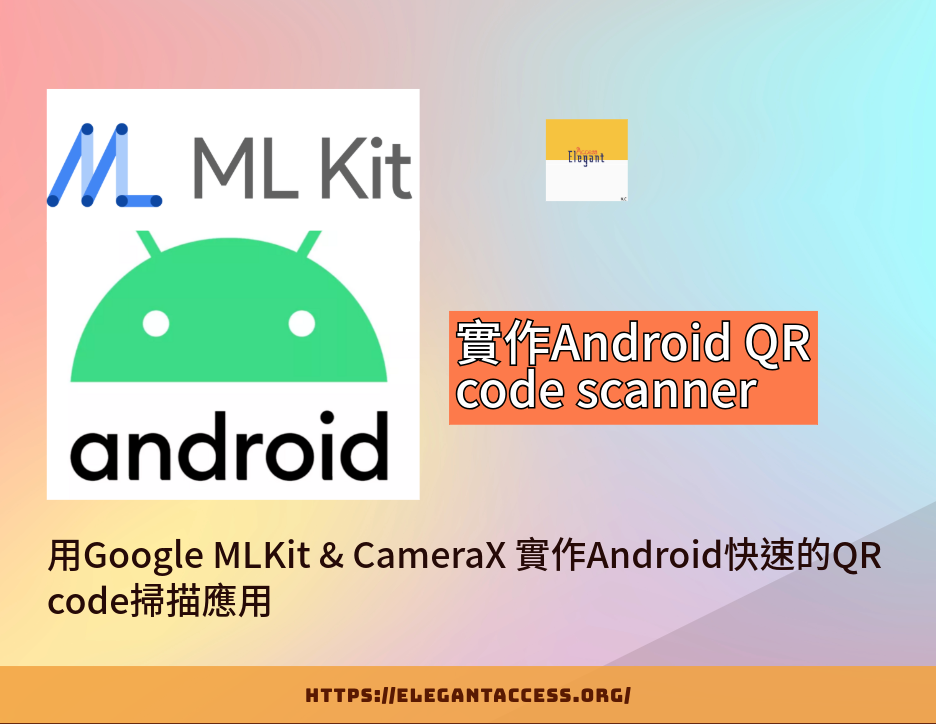 ML Kit
android
Access
Elegant
實作Android QR
code scanner
用Google MLKit & CameraX 實作Android快速的QR
code掃描應用
HTTPS://ELEGANTACCESS.ORG/